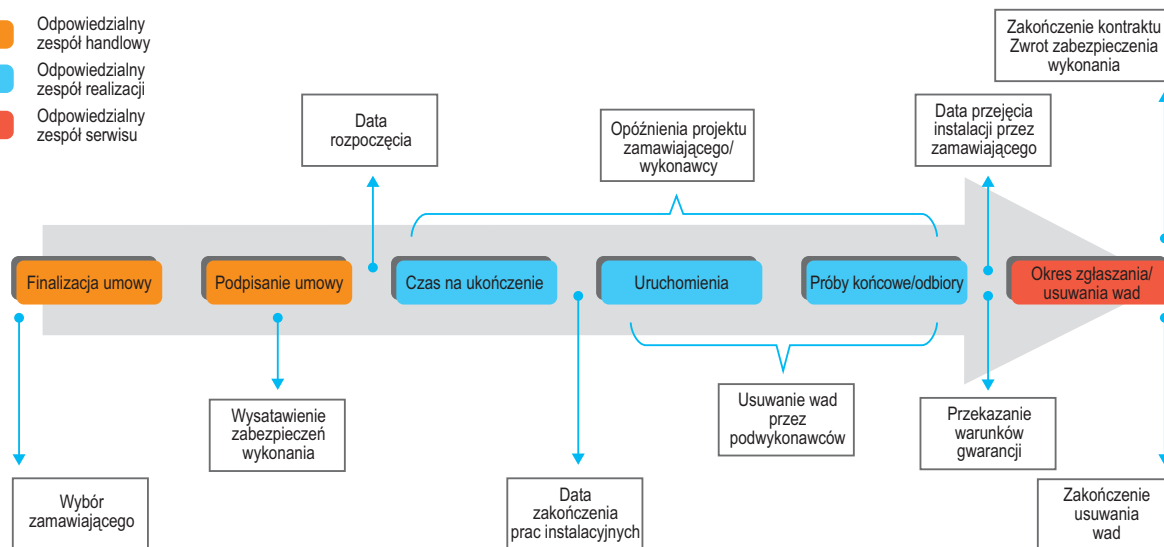 Odpowiedzialny
zespół handlowy
Odpowiedzialny
zespół realizacji
Odpowiedzialny
zespół serwisu
Zakończenie kontraktu
Zwrot zabezpieczenia
wykonania
Data
rozpoczęcia
Opóźnienia projektu
zamawiającego/
wykonawcy
Data przejęcia
instalacji przez
zamawiającego
Finalizacja umowy
Podpisanie umowy
Czas na ukończenie
Uruchomienia
Próby końcowe/odbiory
Okres zgłaszania/
usuwania wad
Wysatawienie
zabezpieczeń
wykonania
Usuwanie wad
przez
podwykonawców
Przekazanie
warunków
gwarancji
Wybór
zamawiającego
Data
zakończenia
prac instalacyjnych
Zakończenie
usuwania
wad